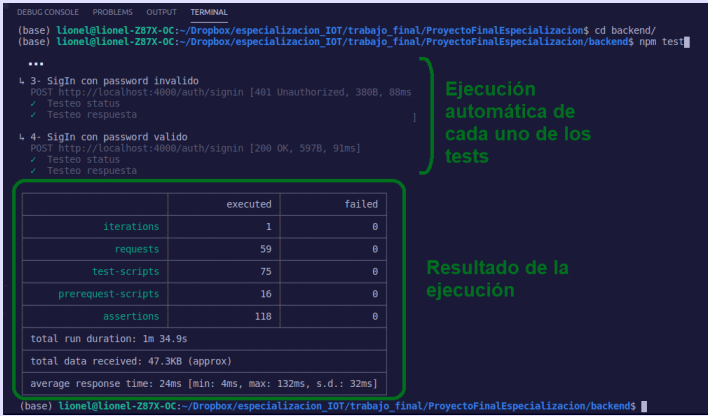 DEBUG CONSOLE PROBLEMS OUTPUT TERMINAL
(base) lionel@lionel-Z87X-OC:~/Dropbox/especializacion_IOT/trabajo_final/ProyectoFinalEspecializacion$ cd backend/
(base) lionel@lionel-Z87X-OC:~/Dropbox/especializacion_IOT/trabajo_final/ProyectoFinalEspecializacion/backend$ npm test
...
↳ 3- SigIn con password invalido
POST http://localhost:4000/auth/signin [401 Unauthorized, 380B, 88ms
]
✓ Testeo status
✓ Testeo respuesta
↳ 4- SigIn con password valido
POST http://localhost:4000/auth/signin [200 OK, 597B, 91ms]
✓ Testeo status
✓ Testeo respuesta
Ejecución
automática de
cada uno de los
tests
executed failed
iterations 1 0
requests 59 0
test-scripts 75 0
prerequest-scripts 16 0
assertions 118 0
total run duration: 1m 34.9s
total data received: 47.3KB (approx)
average response time: 24ms [min: 4ms, max: 132ms, s.d.: 32ms]
Resultado de la
ejecución
(base) lionel@lionel-Z87X-OC:~/Dropbox/especializacion_IOT/trabajo_final/ProyectoFinalEspecializacion/backend$